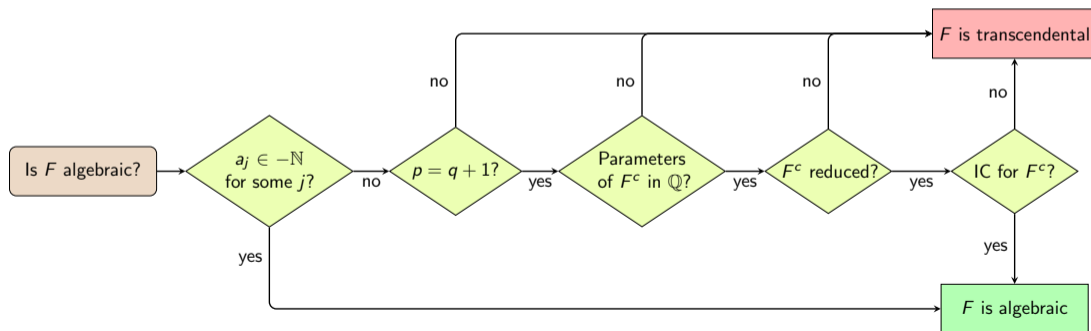 F is transcendental
no
no
no
no
Is F algebraic?
a_j ∈ −ℕ
for some j?
no
p = q + 1?
yes
Parameters
of F^c in ℚ?
yes
F^c reduced?
yes
IC for F^c?
yes
yes
F is algebraic